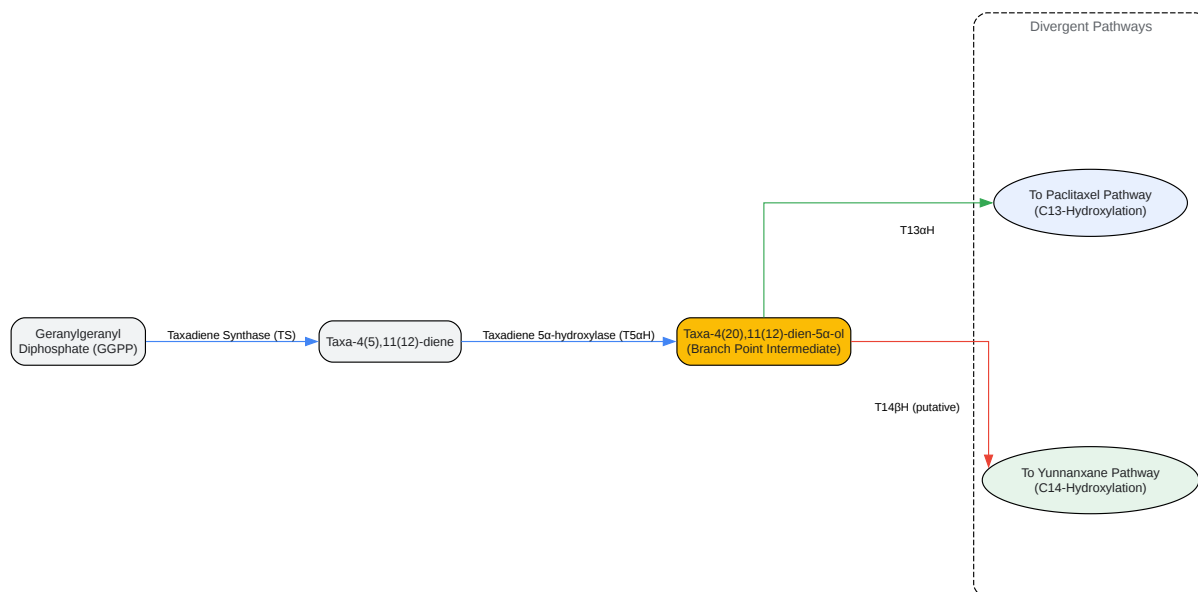 Divergent Pathways
To Paclitaxel Pathway
(C13-Hydroxylation)
T13αH
Geranylgeranyl
Diphosphate (GGPP)
Taxadiene Synthase (TS)
Taxa-4(5),11(12)-diene
Taxadiene 5α-hydroxylase (T5αH)
Taxa-4(20),11(12)-dien-5α-ol
(Branch Point Intermediate)
T14βH (putative)
To Yunnanxane Pathway
(C14-Hydroxylation)